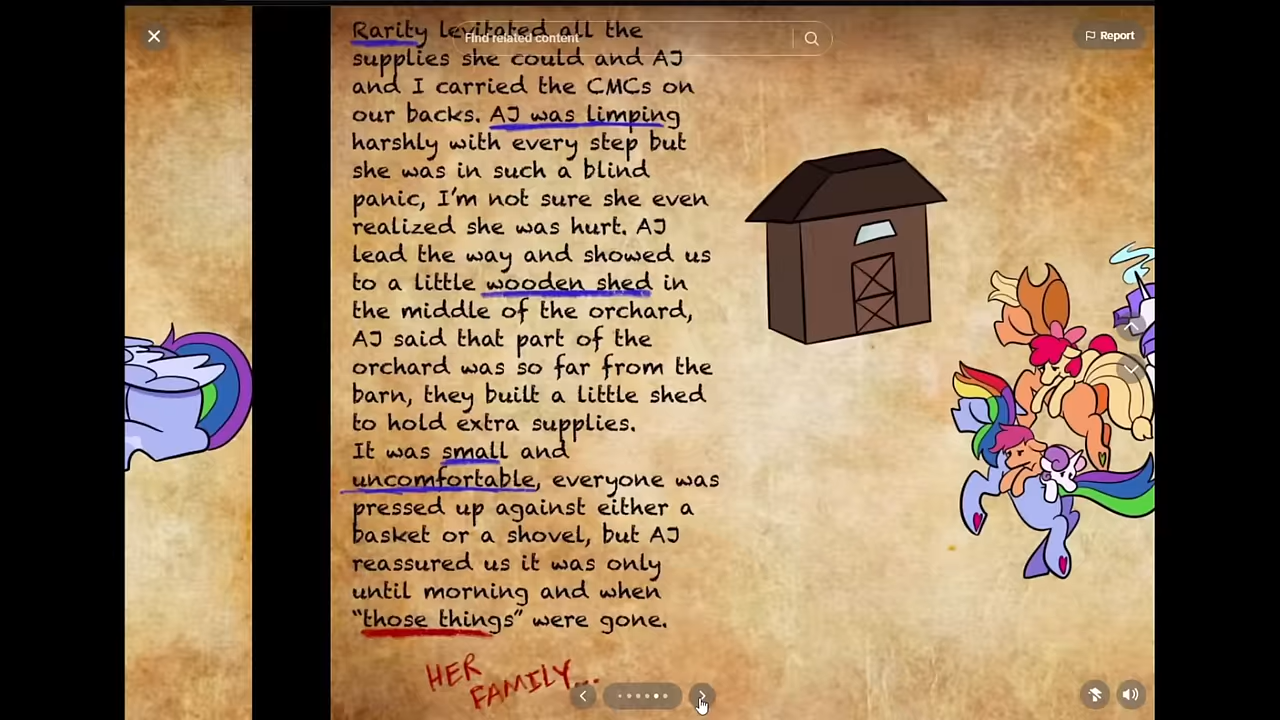 Rarity levitated all the
Find related content
Report
supplies she could and AJ
and I carried the CMCs on
our backs. AJ was limping
harshly with every step but
she was in such a blind
panic, I'm not sure she even
realized she was hurt. AJ
lead the way and showed us
to a little wooden shed in
the middle of the orchard,
AJ said that part of the
orchard was so far from the
barn, they built a little shed
to hold extra supplies.
It was small and
uncomfortable, everyone was
pressed up against either a
basket or a shovel, but AJ
reassured us it was only
until morning and when
"those things" were gone.
HER
FAMILY...